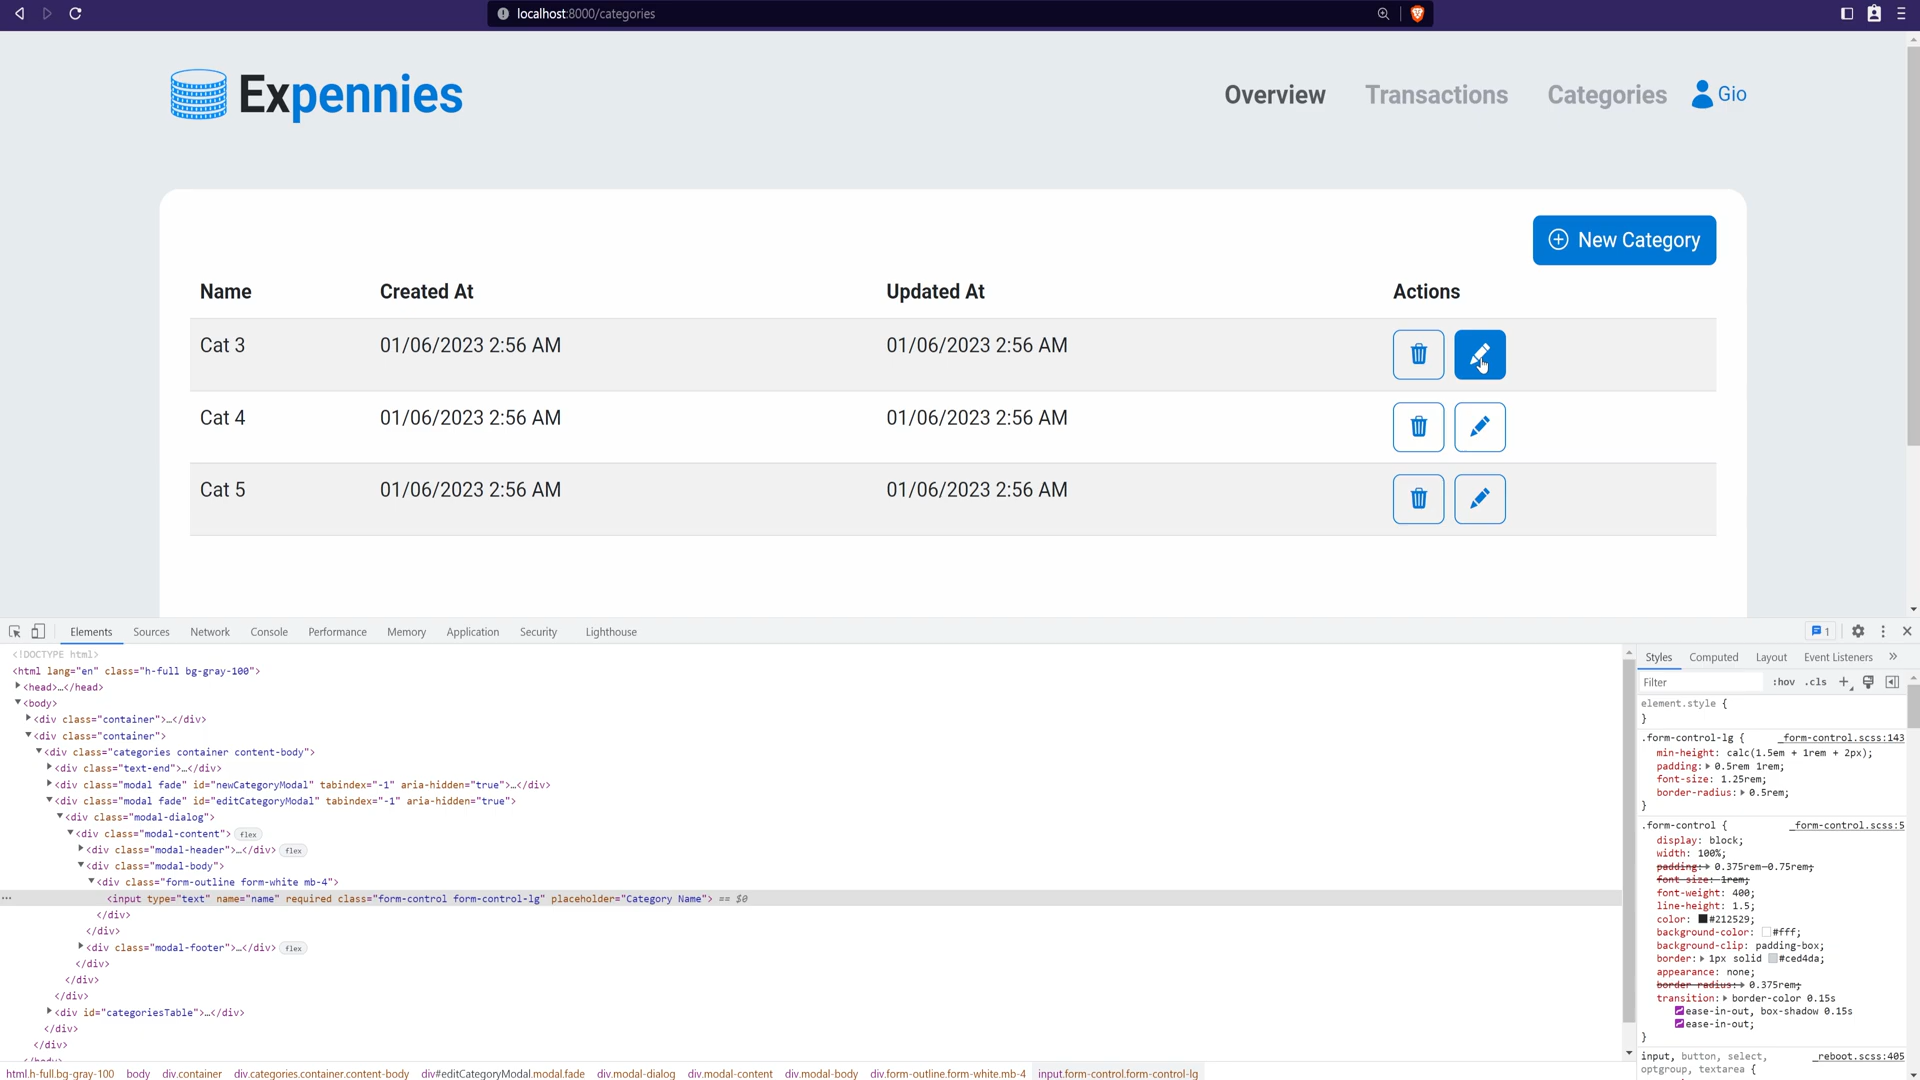 localhost:8000/categories
Expennies
Overview Transactions Categories Gio
New Category
Name Created At Updated At Actions
Cat 3 01/06/2023 2:56 AM 01/06/2023 2:56 AM
Cat 4 01/06/2023 2:56 AM 01/06/2023 2:56 AM
Cat 5 01/06/2023 2:56 AM 01/06/2023 2:56 AM
Elements Sources Network Console Performance Memory Application Security Lighthouse 1
<!DOCTYPE html>
<html lang="en" class="h-full bg-gray-100">
<head>…</head>
<body>
<div class="container">…</div>
<div class="container">
<div class="categories container content-body">
<div class="text-end">…</div>
<div class="modal fade" id="newCategoryModal" tabindex="-1" aria-hidden="true">…</div>
<div class="modal fade" id="editCategoryModal" tabindex="-1" aria-hidden="true">
<div class="modal-dialog">
<div class="modal-content"> flex
<div class="modal-header">…</div> flex
<div class="modal-body">
<div class="form-outline form-white mb-4">
<input type="text" name="name" required class="form-control form-control-lg" placeholder="Category Name"> == $0
</div>
</div>
<div class="modal-footer">…</div> flex
</div>
</div>
</div>
<div id="categoriesTable">…</div>
</div>
</div>
</body>
html.h-full.bg-gray-100 body div.container div.categories.container.content-body div#editCategoryModal.modal.fade div.modal-dialog div.modal-content div.modal-body div.form-outline.form-white.mb-4 input.form-control.form-control-lg
Styles Computed Layout Event Listeners »
Filter :hov .cls +
element.style {
}
.form-control-lg { _form-control.scss:143
min-height: calc(1.5em + 1rem + 2px);
padding: 0.5rem 1rem;
font-size: 1.25rem;
border-radius: 0.5rem;
}
.form-control { _form-control.scss:5
display: block;
width: 100%;
padding: 0.375rem 0.75rem;
font-size: 1rem;
font-weight: 400;
line-height: 1.5;
color: #212529;
background-color: #fff;
background-clip: padding-box;
border: 1px solid #ced4da;
appearance: none;
border-radius: 0.375rem;
transition: border-color 0.15s
ease-in-out, box-shadow 0.15s
ease-in-out;
}
input, button, select, _reboot.scss:405
optgroup, textarea {